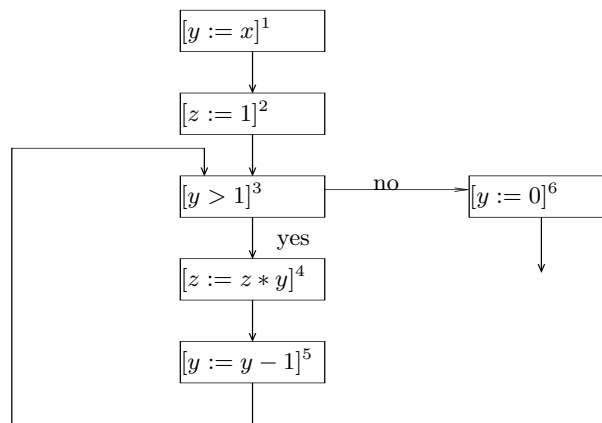 [y := x]¹
[z := 1]²
[y > 1]³
no
[y := 0]⁶
yes
[z := z * y]⁴
[y := y − 1]⁵